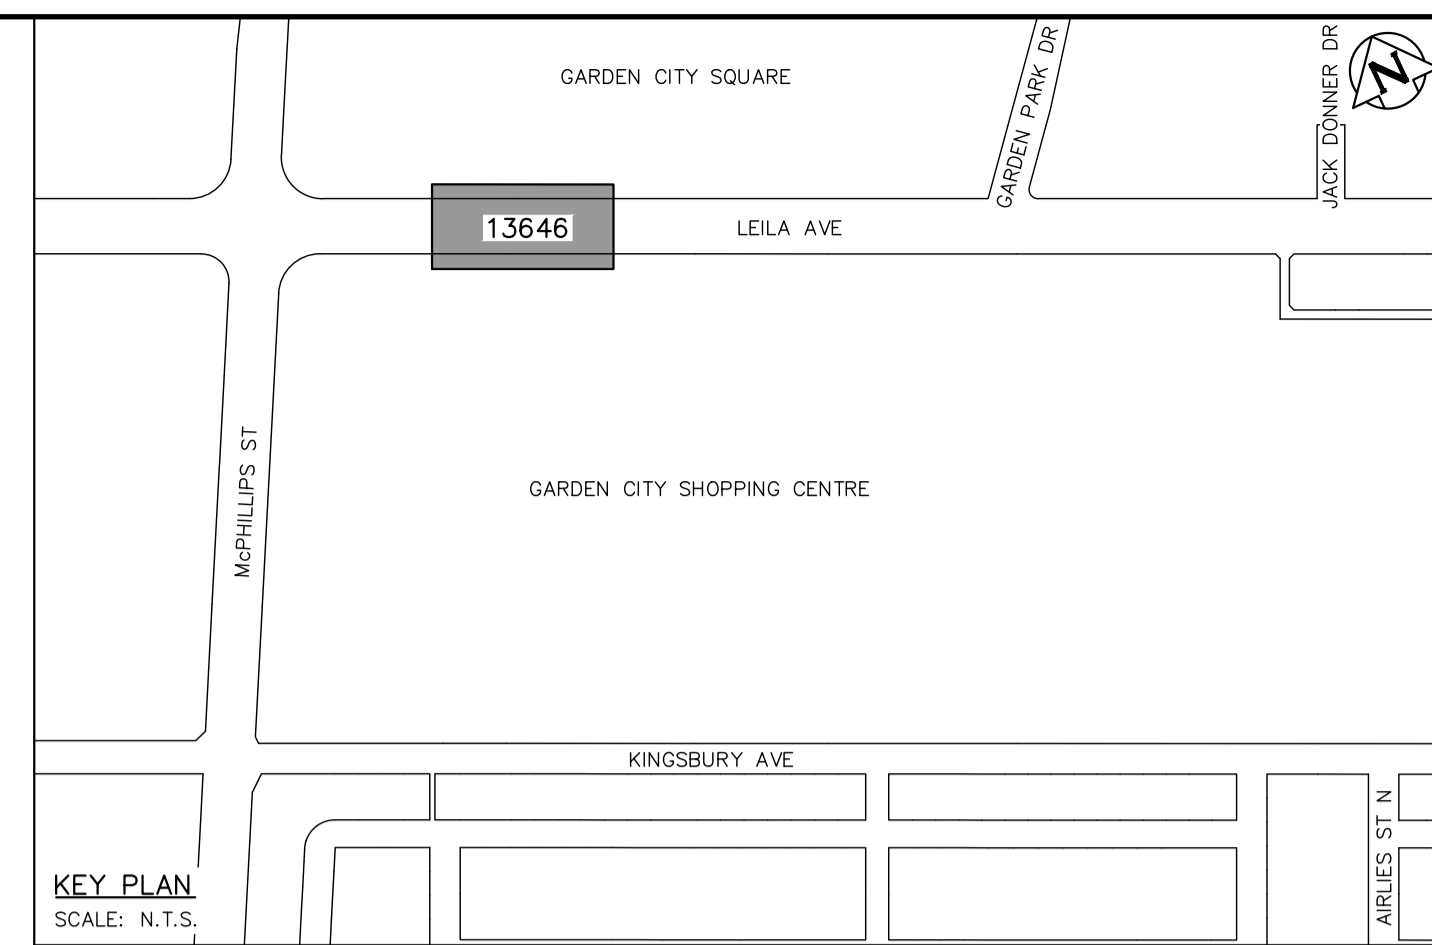 GARDEN CITY SQUARE
GARDEN PARK DR
JACK DONNER DR
N
13646
LEILA AVE
McPHILLIPS ST
GARDEN CITY SHOPPING CENTRE
KINGSBURY AVE
AIRLIES ST N
KEY PLAN
SCALE: N.T.S.